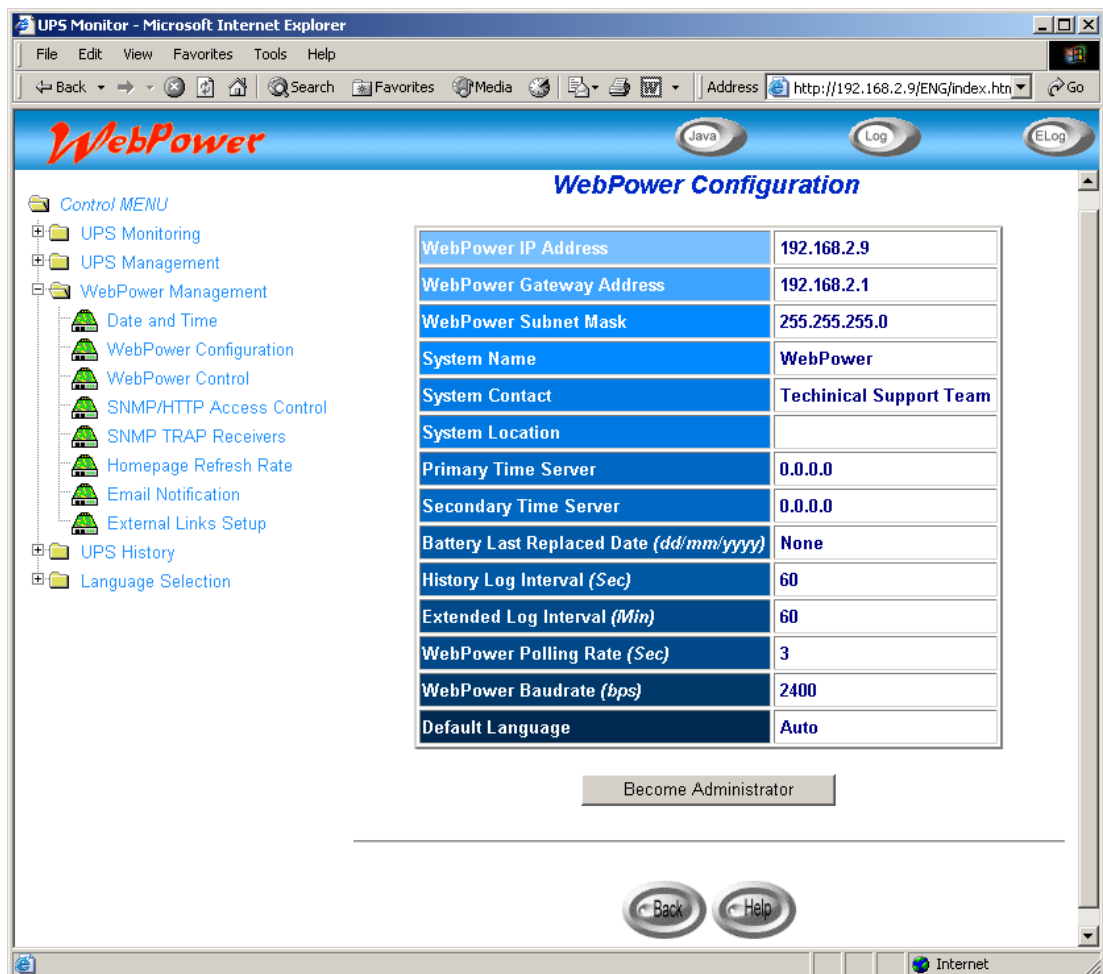 UPS Monitor - Microsoft Internet Explorer
File Edit View Favorites Tools Help
Back Search Favorites Media Address http://192.168.2.9/ENG/index.htn Go
WebPower Java Log ELog
WebPower Configuration
Control MENU
UPS Monitoring
UPS Management
WebPower Management
Date and Time
WebPower Configuration
WebPower Control
SNMP/HTTP Access Control
SNMP TRAP Receivers
Homepage Refresh Rate
Email Notification
External Links Setup
UPS History
Language Selection
WebPower IP Address 192.168.2.9
WebPower Gateway Address 192.168.2.1
WebPower Subnet Mask 255.255.255.0
System Name WebPower
System Contact Techinical Support Team
System Location
Primary Time Server 0.0.0.0
Secondary Time Server 0.0.0.0
Battery Last Replaced Date (dd/mm/yyyy) None
History Log Interval (Sec) 60
Extended Log Interval (Min) 60
WebPower Polling Rate (Sec) 3
WebPower Baudrate (bps) 2400
Default Language Auto
Become Administrator
Back Help
Internet